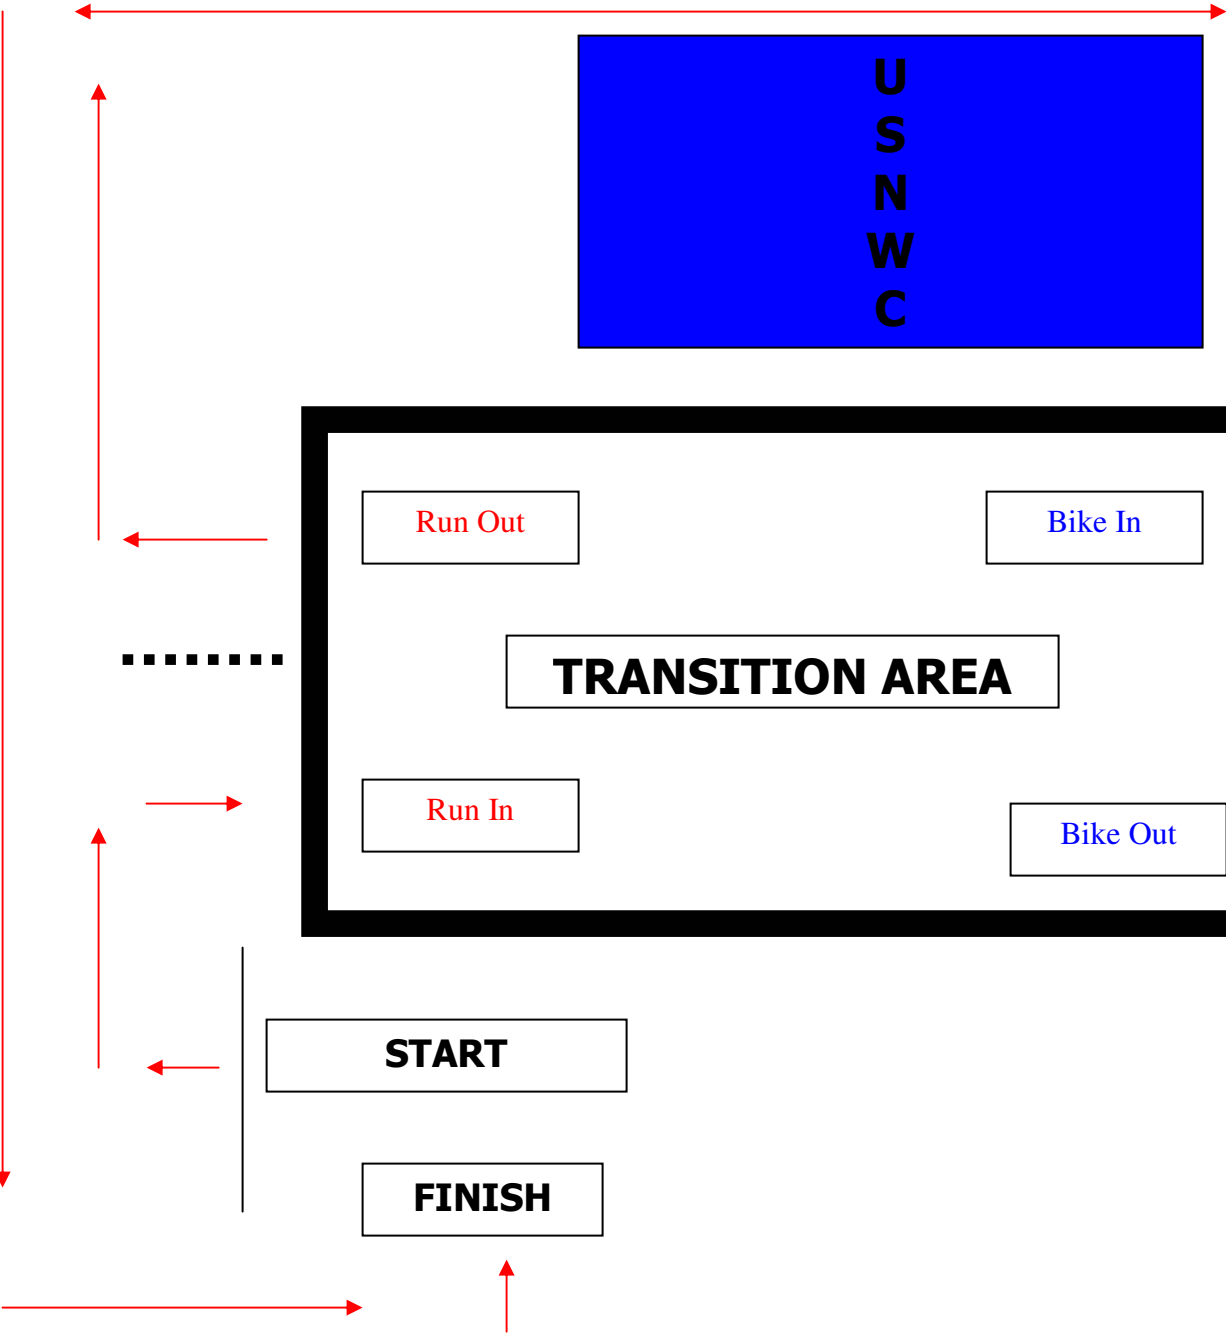 U
S
N
W
C
Run Out
Bike In
TRANSITION AREA
Run In
Bike Out
START
FINISH